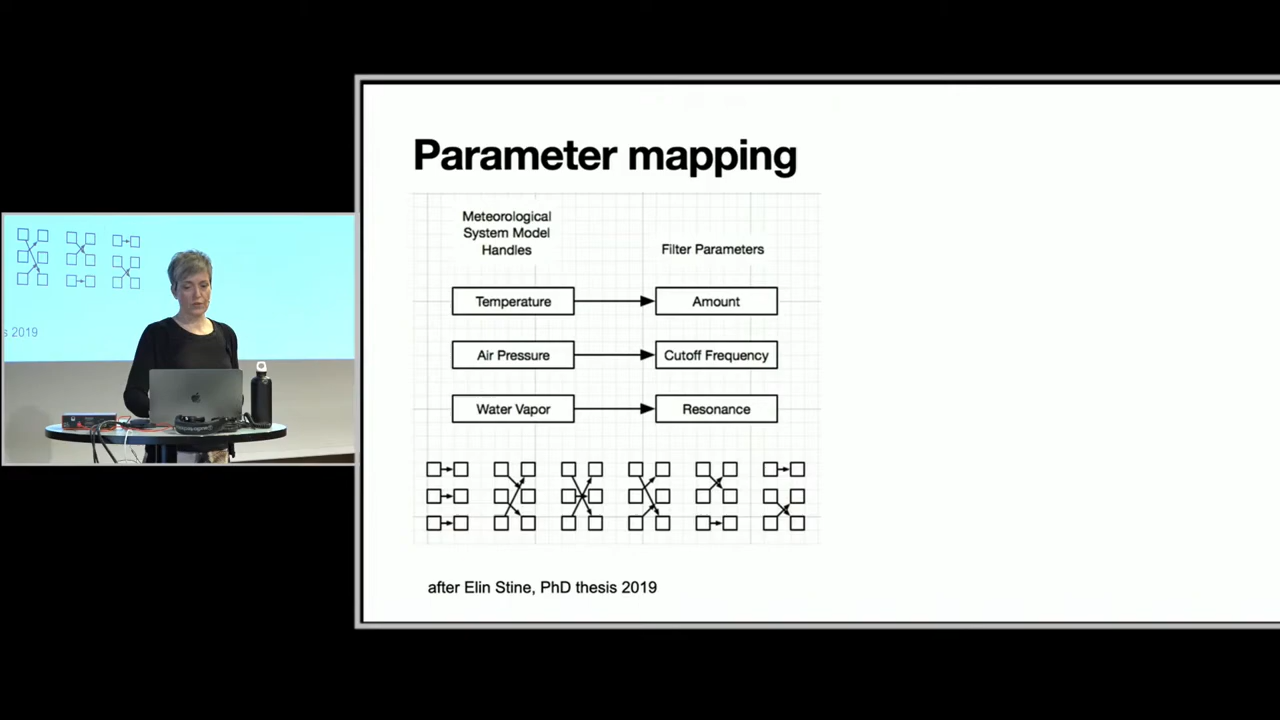 Parameter mapping
Meteorological
System Model
Handles
Filter Parameters
Temperature
Amount
Air Pressure
Cutoff Frequency
Water Vapor
Resonance
after Elin Stine, PhD thesis 2019
s 2019